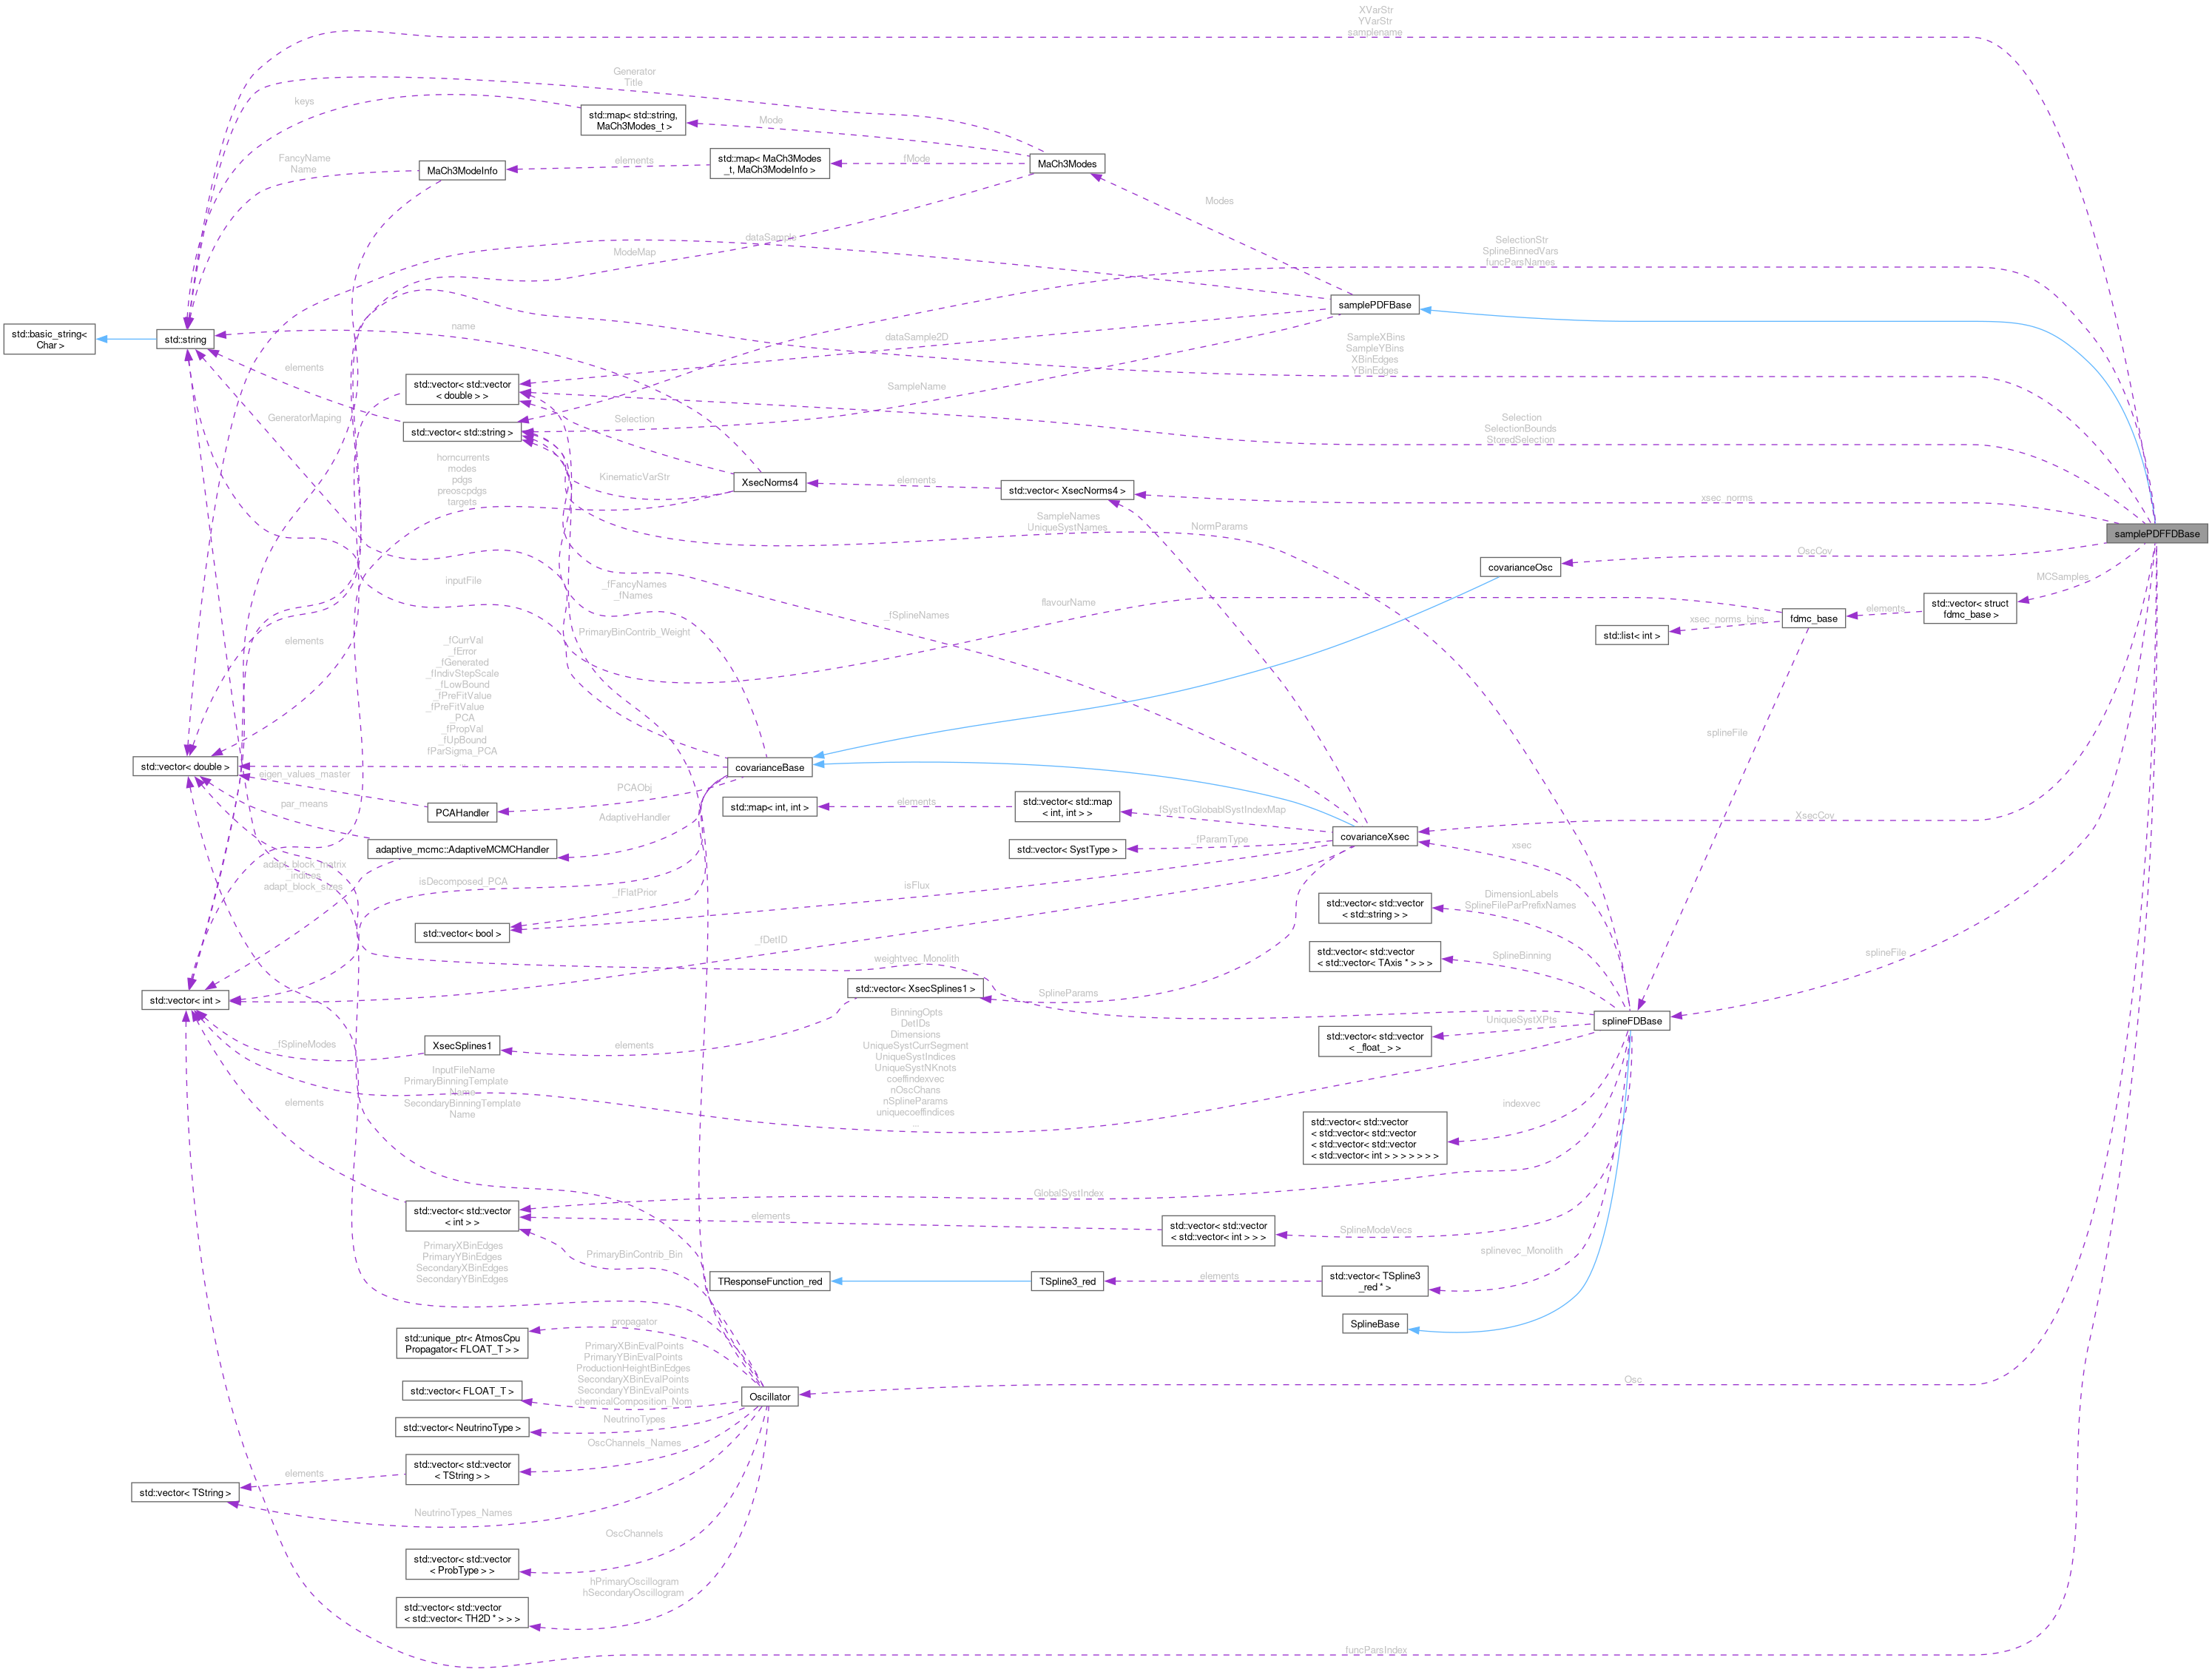 XVarStr
YVarStr
samplename
Generator
Title
keys
std::map< std::string,
MaCh3Modes_t >
Mode
FancyName
Name
MaCh3ModeInfo
elements
std::map< MaCh3Modes
_t, MaCh3ModeInfo >
fMode
MaCh3Modes
Modes
dataSample
ModeMap
SelectionStr
SplineBinnedVars
funcParsNames
samplePDFBase
std::basic_string<
Char >
std::string
name
dataSample2D
SampleXBins
SampleYBins
XBinEdges
YBinEdges
elements
std::vector< std::vector
< double > >
SampleName
GeneratorMaping
std::vector< std::string >
Selection
Selection
SelectionBounds
StoredSelection
homcurrents
modes
pdgs
preoscpdgs
targets
KinematicVarStr
XsecNorms4
elements
std::vector< XsecNorms4 >
xsec_norms
SampleNames
UniqueSystNames
NormParams
samplePDFFDBase
covarianceOsc
OscCov
inputFile
_fFancyNames
_fNames
MCSamples
flavourName
_fSplineNames
elements
std::vector< struct
fdmc_base >
fdmc_base
xsec_norms_bins
std::list< int >
PrimaryBinContrib_Weight
elements
_fCurrVal
_fError
_fGenerated
_fIndivStepScale
_fLowBound
_fPreFitValue
_fPreFitValue
_PCA
_fPropVal
_fUpBound
fParSigma_PCA
splineFile
std::vector< double >
covarianceBase
eigen_values_master
PCAObj
PCAHandler
par_means
std::map< int, int >
elements
std::vector< std::map
< int, int > >
_fSystToGlobablSystIndexMap
AdaptiveHandler
XsecCov
covarianceXsec
_fParamType
std::vector< SystType >
adaptive_mcmc::AdaptiveMCMCHandler
xsec
adapt_block_matrix
_indices
adapt_block_sizes
isDecomposed_PCA
_fFlatPrior
isFlux
std::vector< std::vector
< std::string > >
DimensionLabels
SplineFileParPrefixNames
std::vector< bool >
_fDetID
std::vector< std::vector
< std::vector< TAxis * > > >
SplineBinning
splineFile
weightvec_Monolith
std::vector< int >
std::vector< XsecSplines1 >
SplineParams
BinningOpts
DetIDs
Dimensions
UniqueSystCurrSegment
UniqueSystIndices
UniqueSystNKnots
coeffindexvec
nOscChans
nSplineParams
uniquecoeffindices
...
UniqueSystXPts
splineFDBase
std::vector< std::vector
< _float_ > >
_fSplineModes
XsecSplines1
elements
InputFileName
PrimaryBinningTemplate
Name
SecondaryBinningTemplate
Name
elements
indexvec
std::vector< std::vector
< std::vector< std::vector
< std::vector< std::vector
< std::vector< int > > > > > > >
std::vector< std::vector
< int > >
GlobalSystIndex
elements
std::vector< std::vector
< std::vector< int > > >
SplineModeVecs
PrimaryXBinEdges
PrimaryYBinEdges
SecondaryXBinEdges
SecondaryYBinEdges
PrimaryBinContrib_Bin
TResponseFunction_red
TSpline3_red
elements
std::vector< TSpline3
_red * >
splinevec_Monolith
SplineBase
std::unique_ptr< AtmosCpu
Propagator< FLOAT_T > >
propagator
PrimaryXBinEvalPoints
PrimaryYBinEvalPoints
ProductionHeightBinEdges
SecondaryXBinEvalPoints
SecondaryYBinEvalPoints
chemicalComposition_Nom
std::vector< FLOAT_T >
Oscillator
Osc
std::vector< NeutrinoType >
NeutrinoTypes
OscChannels_Names
std::vector< std::vector
< TString > >
elements
std::vector< TString >
NeutrinoTypes_Names
OscChannels
std::vector< std::vector
< ProbType > >
hPrimaryOscillogram
hSecondaryOscillogram
std::vector< std::vector
< std::vector< TH2D * > > >
funcParsIndex